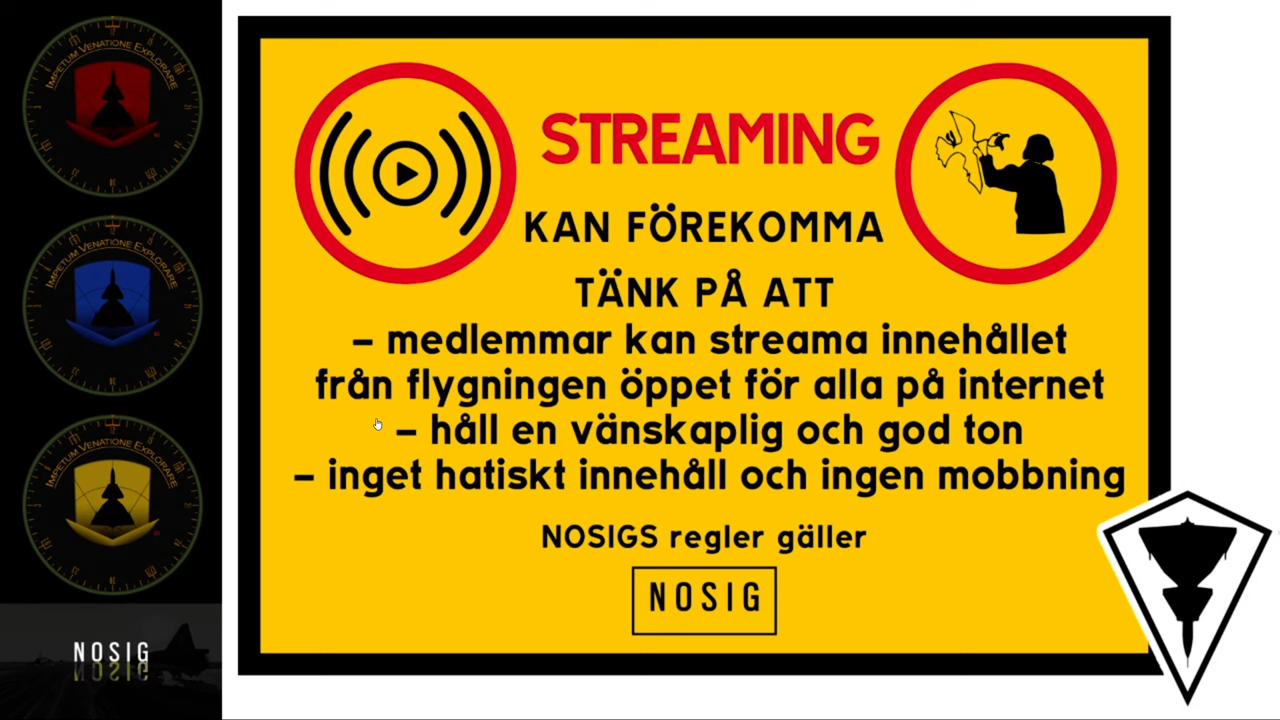 IMPETUM VENATIONE EXPLORARE
IMPETUM VENATIONE EXPLORARE
IMPETUM VENATIONE EXPLORARE
NOSIG
STREAMING
KAN FÖREKOMMA
TÄNK PÅ ATT
– medlemmar kan streama innehållet
från flygningen öppet för alla på internet
– håll en vänskaplig och god ton
– inget hatiskt innehåll och ingen mobbning
NOSIGS regler gäller
NOSIG